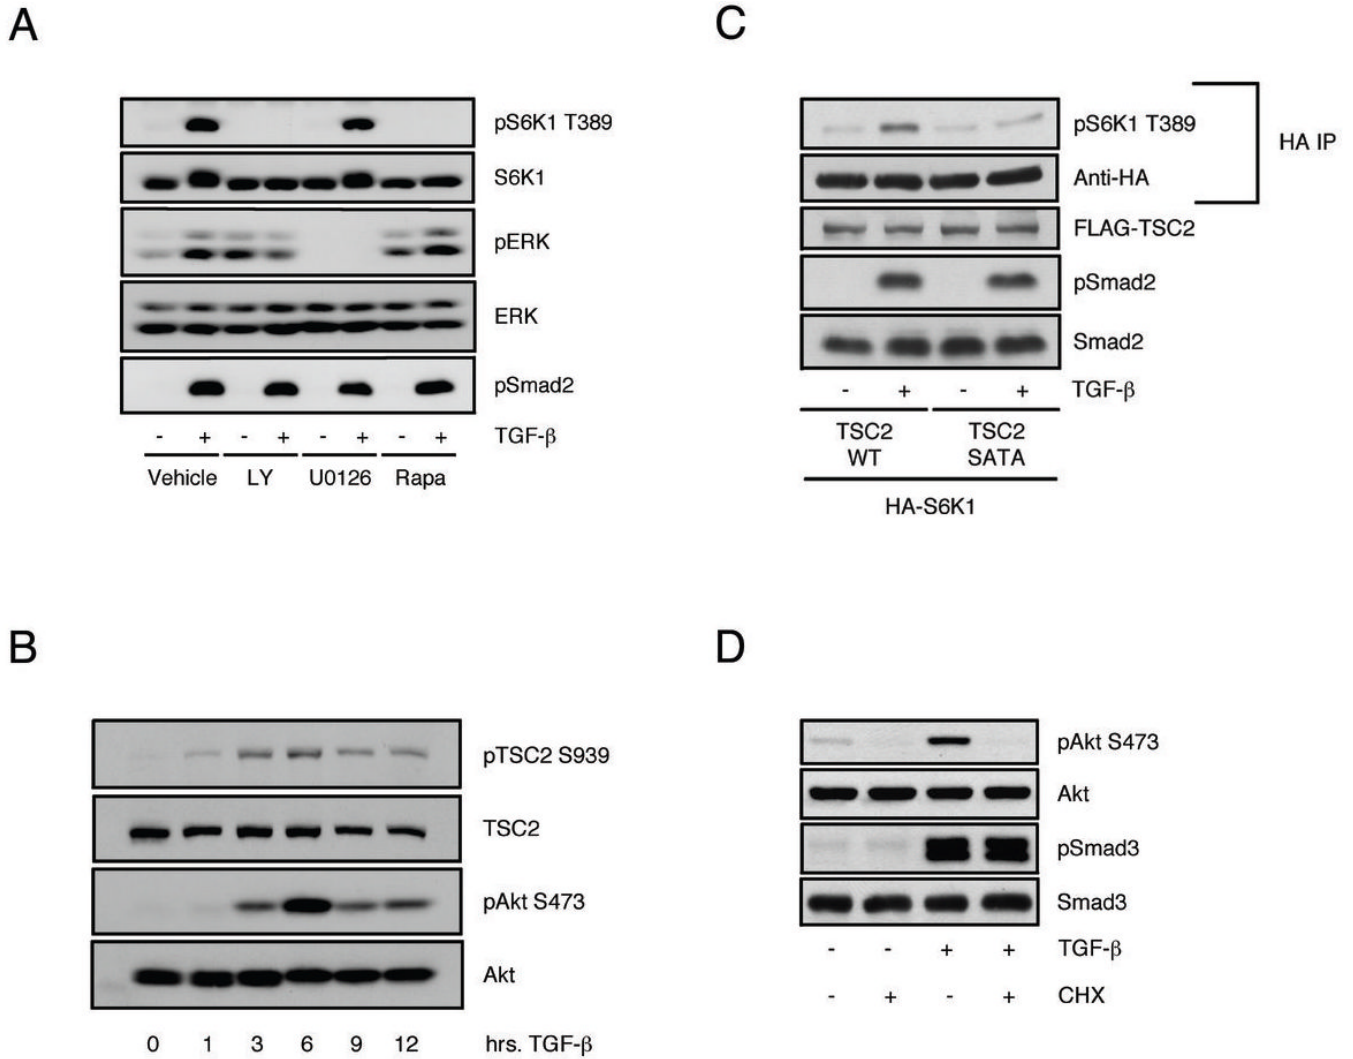 A
pS6K1 T389
S6K1
pERK
ERK
pSmad2
- + - + - + - + TGF-β
Vehicle LY U0126 Rapa
C
pS6K1 T389
HA IP
Anti-HA
FLAG-TSC2
pSmad2
Smad2
- + - + TGF-β
TSC2 TSC2
WT SATA
HA-S6K1
B
pTSC2 S939
TSC2
pAkt S473
Akt
0 1 3 6 9 12 hrs. TGF-β
D
pAkt S473
Akt
pSmad3
Smad3
- - + + TGF-β
- + - + CHX